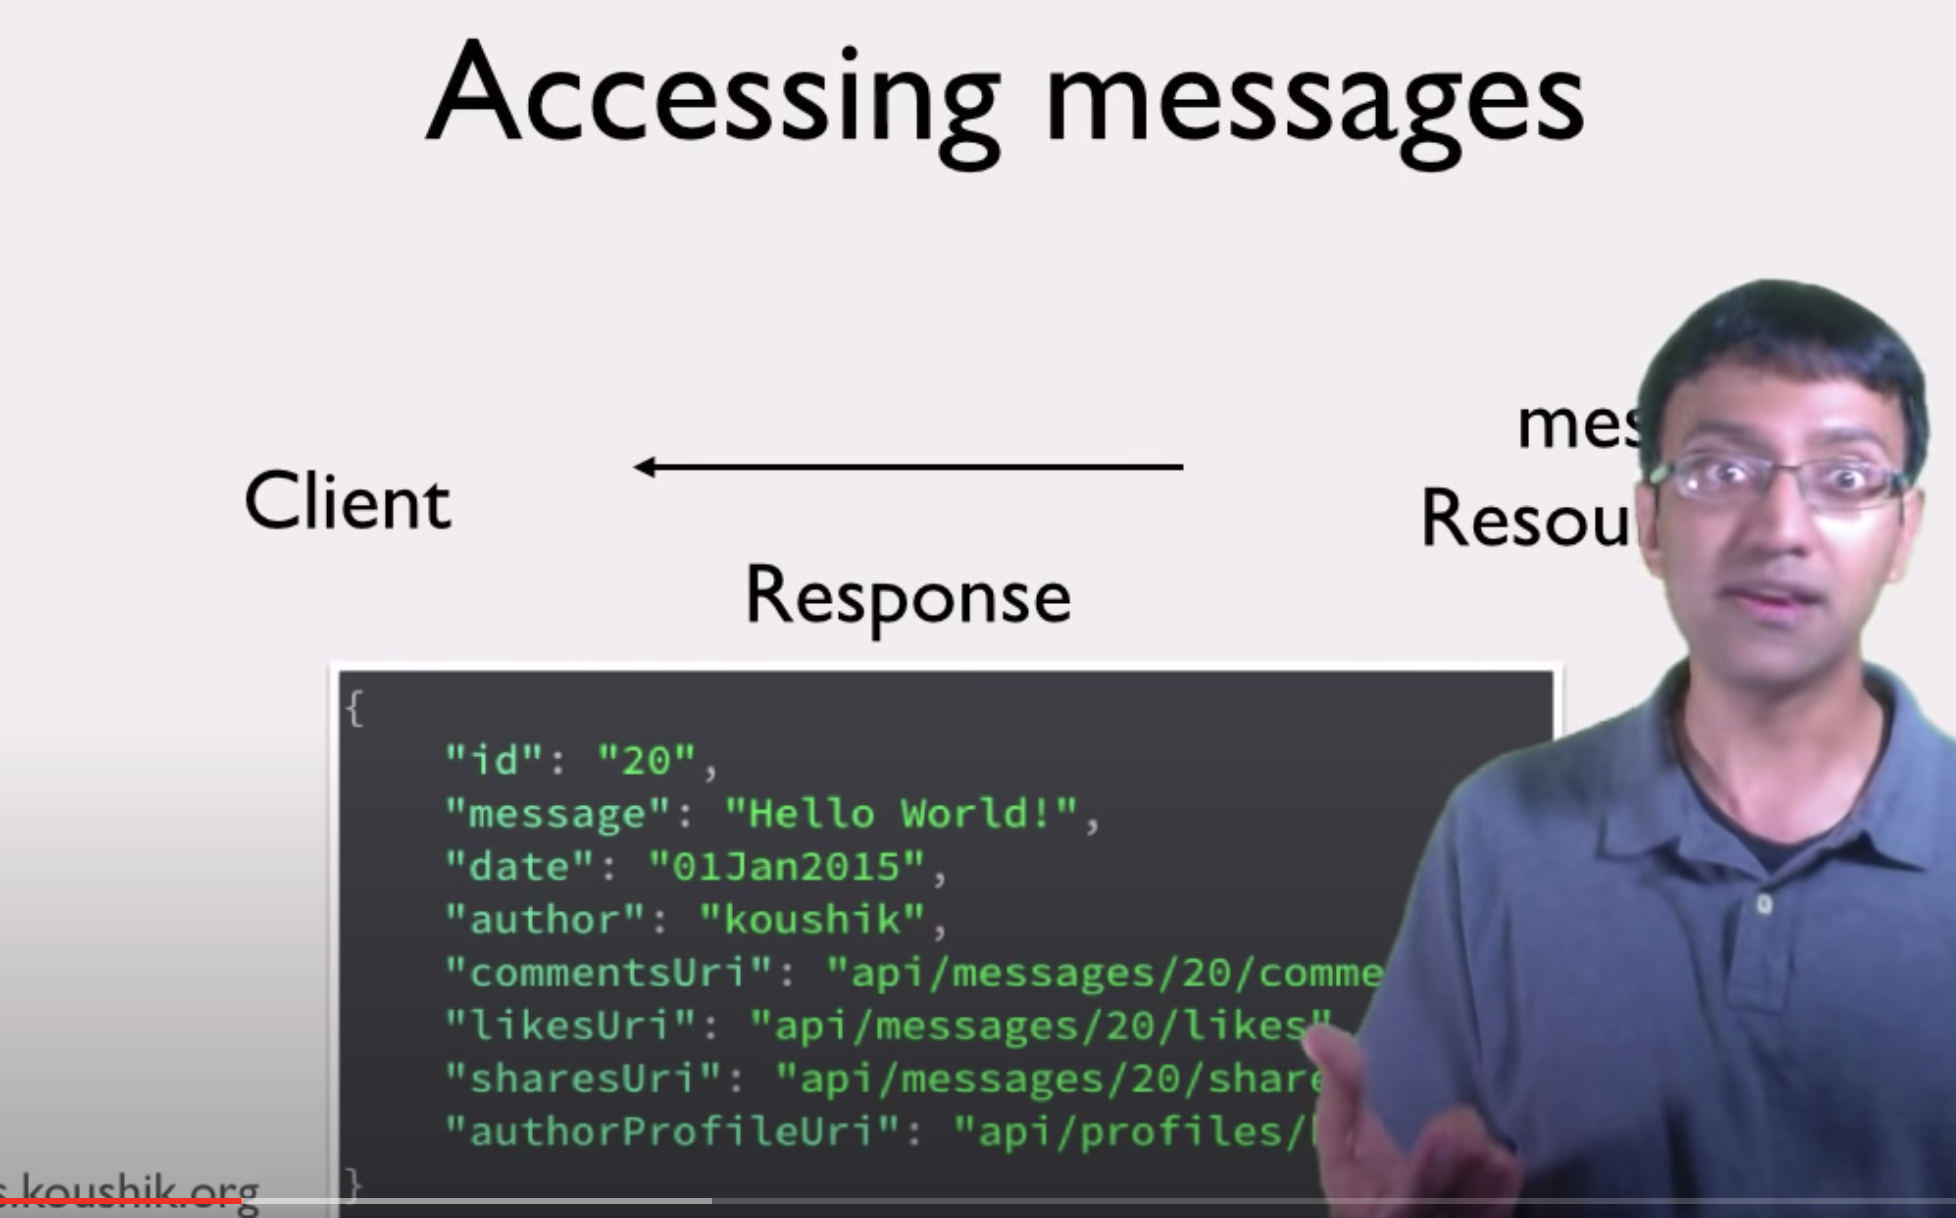 Accessing messages
Client
Response
{
"id": "20",
"message": "Hello World!",
"date": "01Jan2015",
"author": "koushik",
"commentsUri": "api/messages/20/comme
"likesUri": "api/messages/20/likes"
"sharesUri": "api/messages/20/share
"authorProfileUri": "api/profiles/
}
s.koushik.org